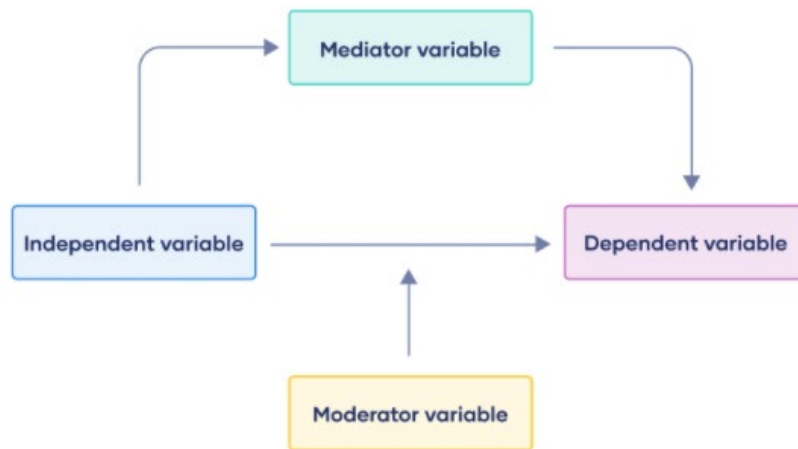 Mediator variable
Independent variable
Dependent variable
Moderator variable